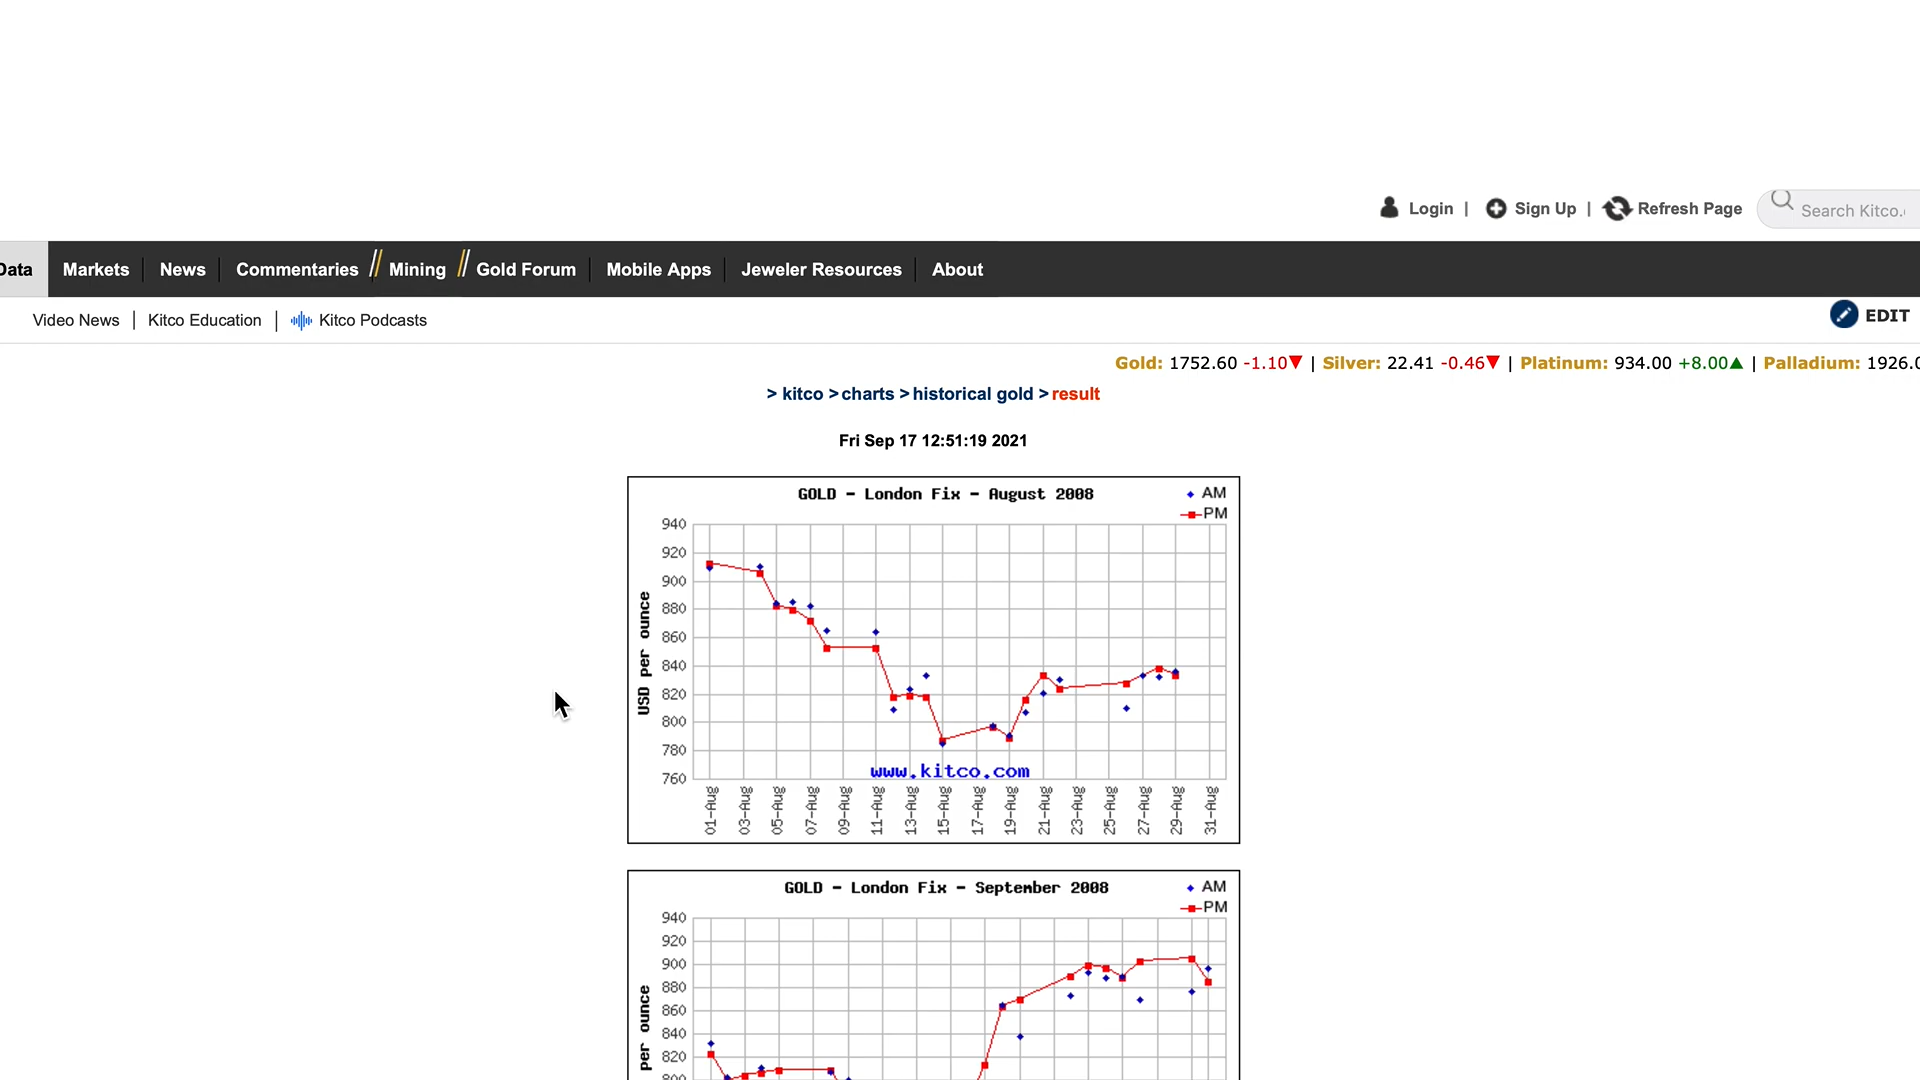 Login | Sign Up | Refresh Page Search Kitco.
Data Markets News Commentaries Mining Gold Forum Mobile Apps Jeweler Resources About
Video News | Kitco Education | Kitco Podcasts EDIT
Gold: 1752.60 -1.10▼ | Silver: 22.41 -0.46▼ | Platinum: 934.00 +8.00▲ | Palladium: 1926.0
> kitco >charts >historical gold >result
Fri Sep 17 12:51:19 2021
GOLD - London Fix - August 2008
AM
PM
940
920
900
880
860
840
820
800
780
760
USD per ounce
www.kitco.com
01-Aug 03-Aug 05-Aug 07-Aug 09-Aug 11-Aug 13-Aug 15-Aug 17-Aug 19-Aug 21-Aug 23-Aug 25-Aug 27-Aug 29-Aug 31-Aug
GOLD - London Fix - September 2008
AM
PM
940
920
900
880
860
840
820
800
per ounce